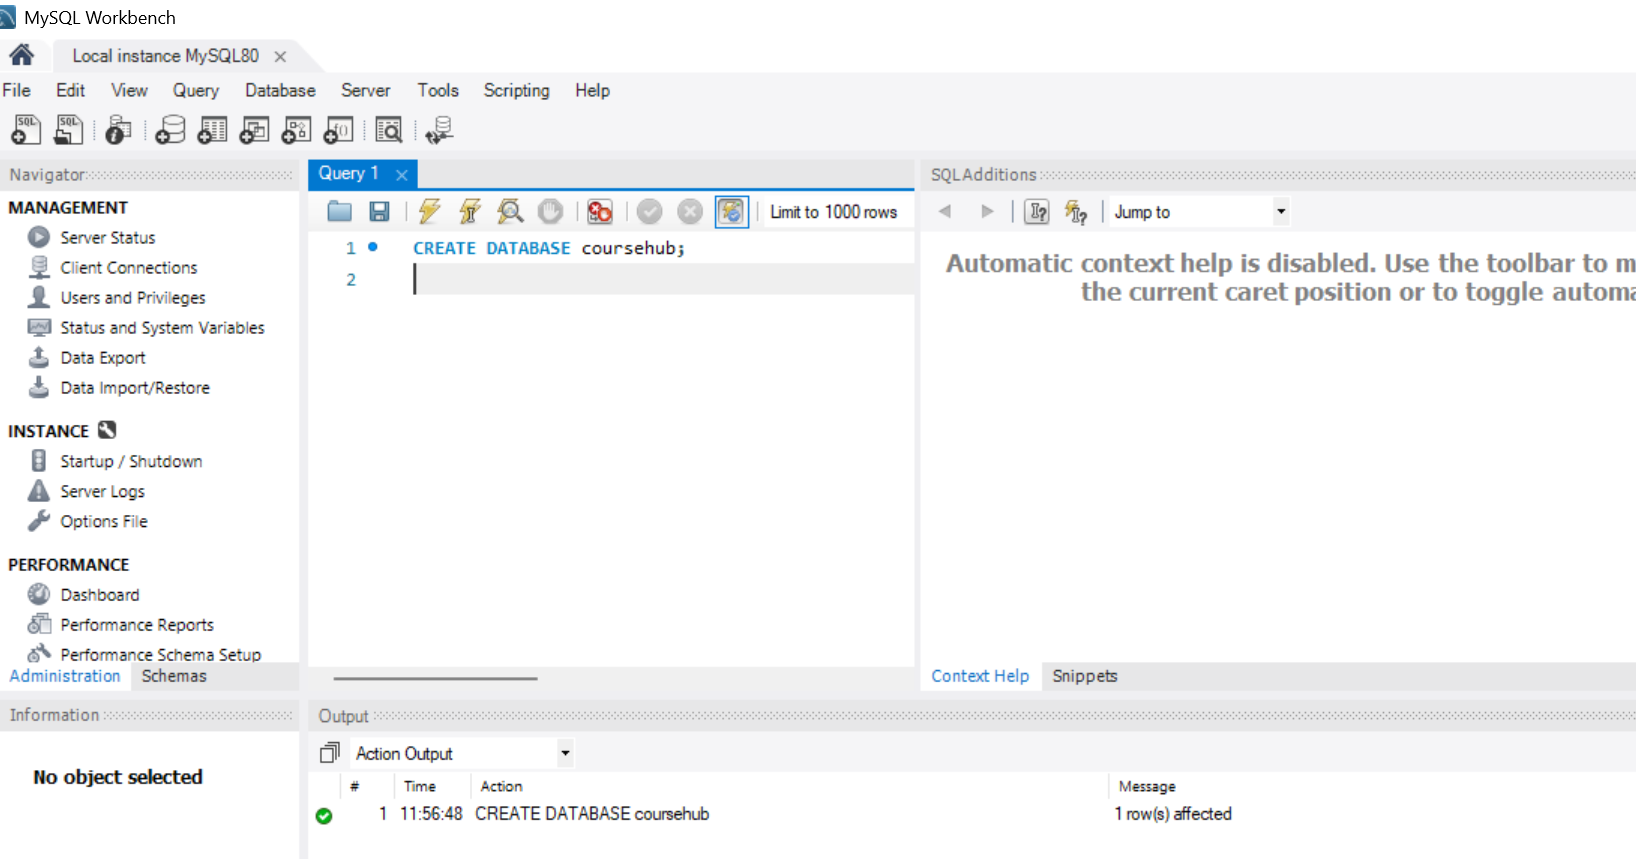 MySQL Workbench
Local instance MySQL80
File Edit View Query Database Server Tools Scripting Help
Navigator
MANAGEMENT
Server Status
Client Connections
Users and Privileges
Status and System Variables
Data Export
Data Import/Restore
INSTANCE
Startup / Shutdown
Server Logs
Options File
PERFORMANCE
Dashboard
Performance Reports
Performance Schema Setup
Administration Schemas
Information
No object selected
Query 1
Limit to 1000 rows
1 CREATE DATABASE coursehub;
2
SQLAdditions
Jump to
Automatic context help is disabled. Use the toolbar to
the current caret position or to toggle
Context Help Snippets
Output
Action Output
# Time Action Message
1 11:56:48 CREATE DATABASE coursehub 1 row(s) affected